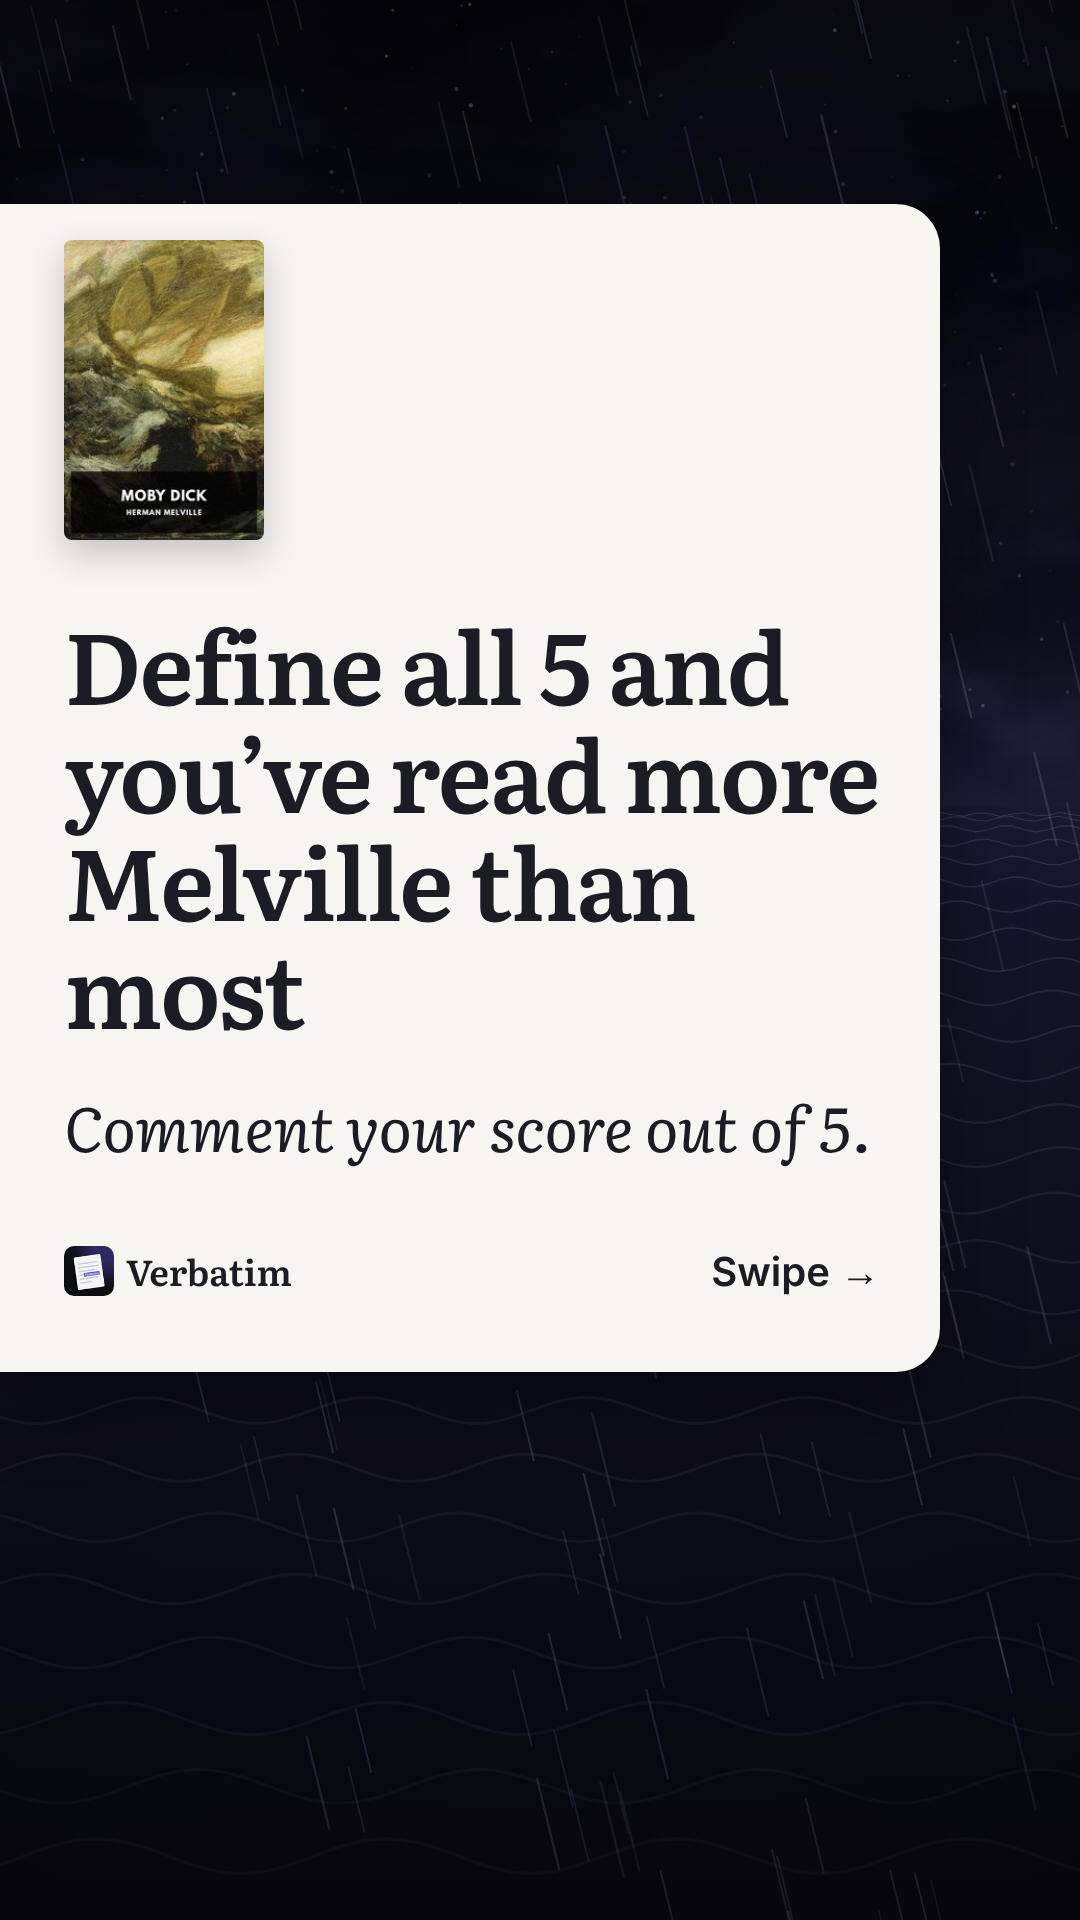 MOBY DICK
HERMAN MELVILLE
Define all 5 and
you’ve read more
Melville than
most
Comment your score out of 5.
Verbatim
Swipe →